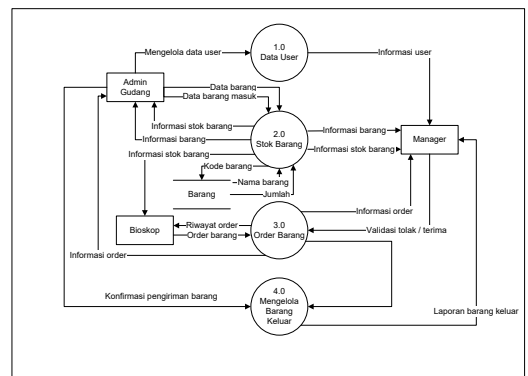 Mengelola data user
1.0
Data User
Informasi user
Admin
Gudang
Data barang
Data barang masuk
Informasi stok barang
Informasi barang
Informasi stok barang
2.0
Stok Barang
Informasi barang
Informasi stok barang
Manager
Kode barang
Nama barang
Barang
Jumlah
Informasi order
Bioskop
Riwayat order
Order barang
3.0
Order Barang
Validasi tolak / terima
Informasi order
4.0
Mengelola
Barang
Keluar
Konfirmasi pengiriman barang
Laporan barang keluar